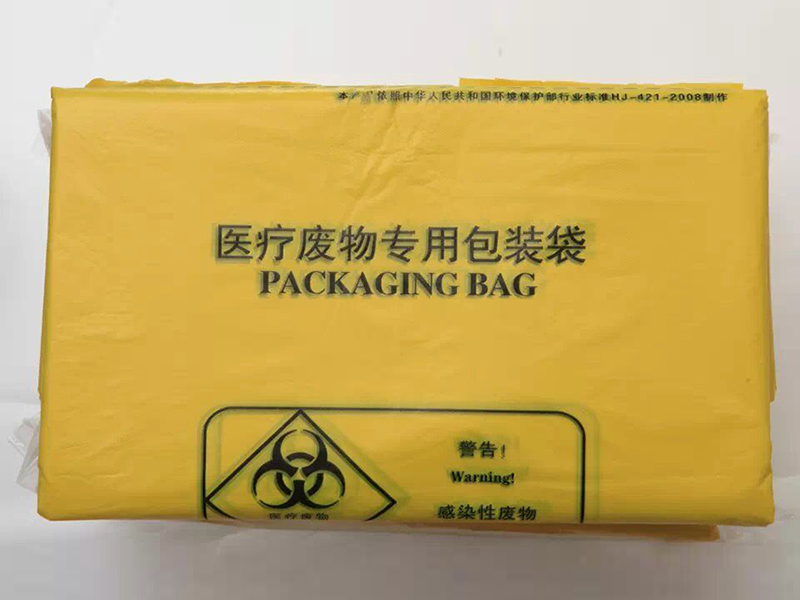 本产品依照中华人民共和国环境保护部行业标准HJ-421-2008制作
医疗废物专用包装袋
PACKAGING BAG
警告!
Warning!
感染性废物
医疗废物